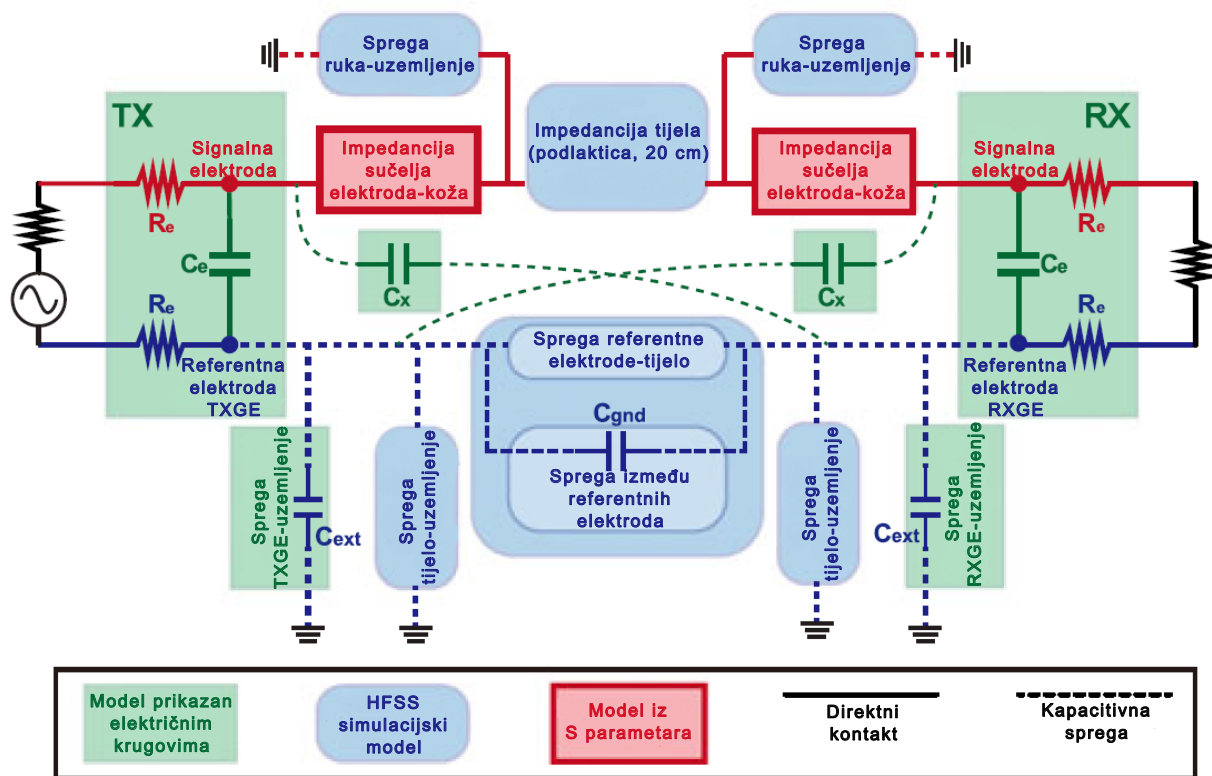 Sprega
ruka-uzemljenje
Sprega
ruka-uzemljenje
TX
RX
Signalna
elektroda
Impedancija
sučelja
elektroda-koža
Impedancija tijela
(podlaktica, 20 cm)
Impedancija
sučelja
elektroda-koža
Signalna
elektroda
Re
Re
Ce
Cx
Cx
Ce
Re
Re
Referentna
elektroda
TXGE
Sprega referentne
elektrode-tijelo
Referentna
elektroda
RXGE
Cgnd
Sprega između
referentnih
elektroda
Sprega
TXGE-uzemljenje
Cext
Sprega
tijelo-uzemljenje
Sprega
tijelo-uzemljenje
Cext
Sprega
RXGE-uzemljenje
Model prikazan
električnim
krugovima
HFSS
simulacijski
model
Model iz
S parametara
Direktni
kontakt
Kapacitivna
sprega